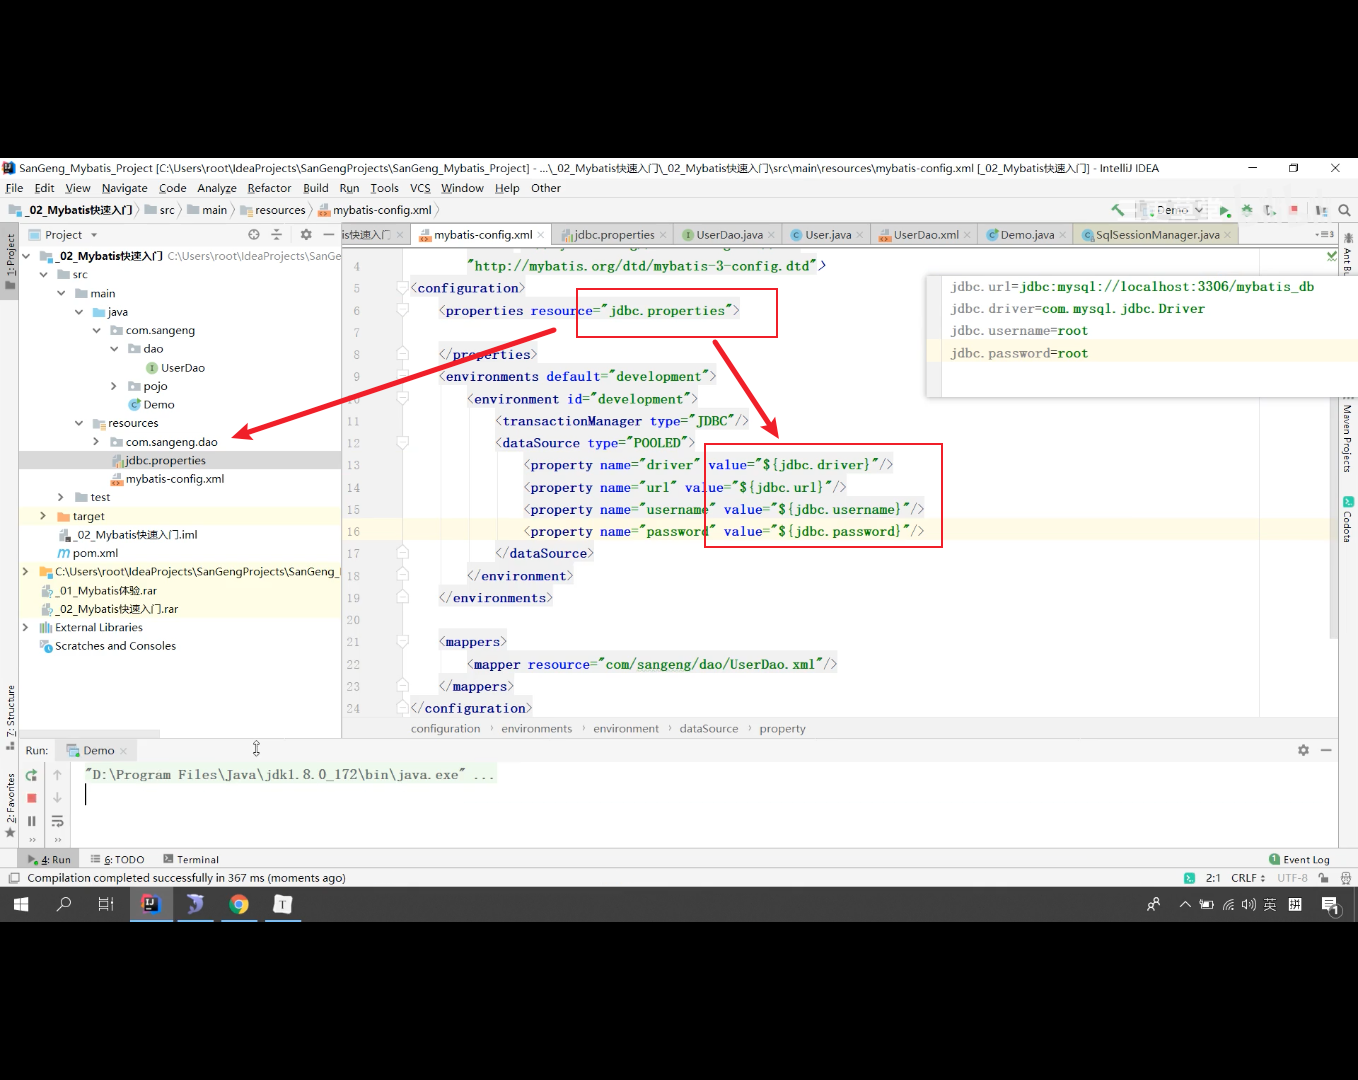 SanGeng_Mybatis_Project [C:\Users\root\IdeaProjects\SanGengProjects\SanGeng_Mybatis_Project] - ...\_02_Mybatis快速入门\_02_Mybatis快速入门\src\main\resources\mybatis-config.xml [_02_Mybatis快速入门] - IntelliJ IDEA
File Edit View Navigate Code Analyze Refactor Build Run Tools VCS Window Help Other
_02_Mybatis快速入门 src main resources mybatis-config.xml Demo
Project is快速入门 mybatis-config.xml jdbc.properties UserDao.java User.java UserDao.xml Demo.java SqlSessionManager.java
1: Project
_02_Mybatis快速入门 C:\Users\root\IdeaProjects\SanGe
src
main
java
com.sangeng
dao
UserDao
pojo
Demo
resources
com.sangeng.dao
jdbc.properties
mybatis-config.xml
test
target
_02_Mybatis快速入门.iml
pom.xml
C:\Users\root\IdeaProjects\SanGengProjects\SanGeng_
_01_Mybatis体验.rar
_02_Mybatis快速入门.rar
External Libraries
Scratches and Consoles
4 "http://mybatis.org/dtd/mybatis-3-config.dtd">
5 <configuration>
6 <properties resource="jdbc.properties">
7
8 </properties>
9 <environments default="development">
<environment id="development">
11 <transactionManager type="JDBC"/>
12 <dataSource type="POOLED">
13 <property name="driver" value="${jdbc.driver}"/>
14 <property name="url" value="${jdbc.url}"/>
15 <property name="username" value="${jdbc.username}"/>
16 <property name="password" value="${jdbc.password}"/>
17 </dataSource>
18 </environment>
19 </environments>
20
21 <mappers>
22 <mapper resource="com/sangeng/dao/UserDao.xml"/>
23 </mappers>
24 </configuration>
jdbc.url=jdbc:mysql://localhost:3306/mybatis_db
jdbc.driver=com.mysql.jdbc.Driver
jdbc.username=root
jdbc.password=root
Ant Bu
Maven Projects
Codota
configuration › environments › environment › dataSource › property
Z: Structure
2: Favorites
Run: Demo
"D:\Program Files\Java\jdk1.8.0_172\bin\java.exe" ...
4: Run 6: TODO Terminal 1 Event Log
Compilation completed successfully in 367 ms (moments ago) 2:1 CRLF UTF-8
英 拼 1